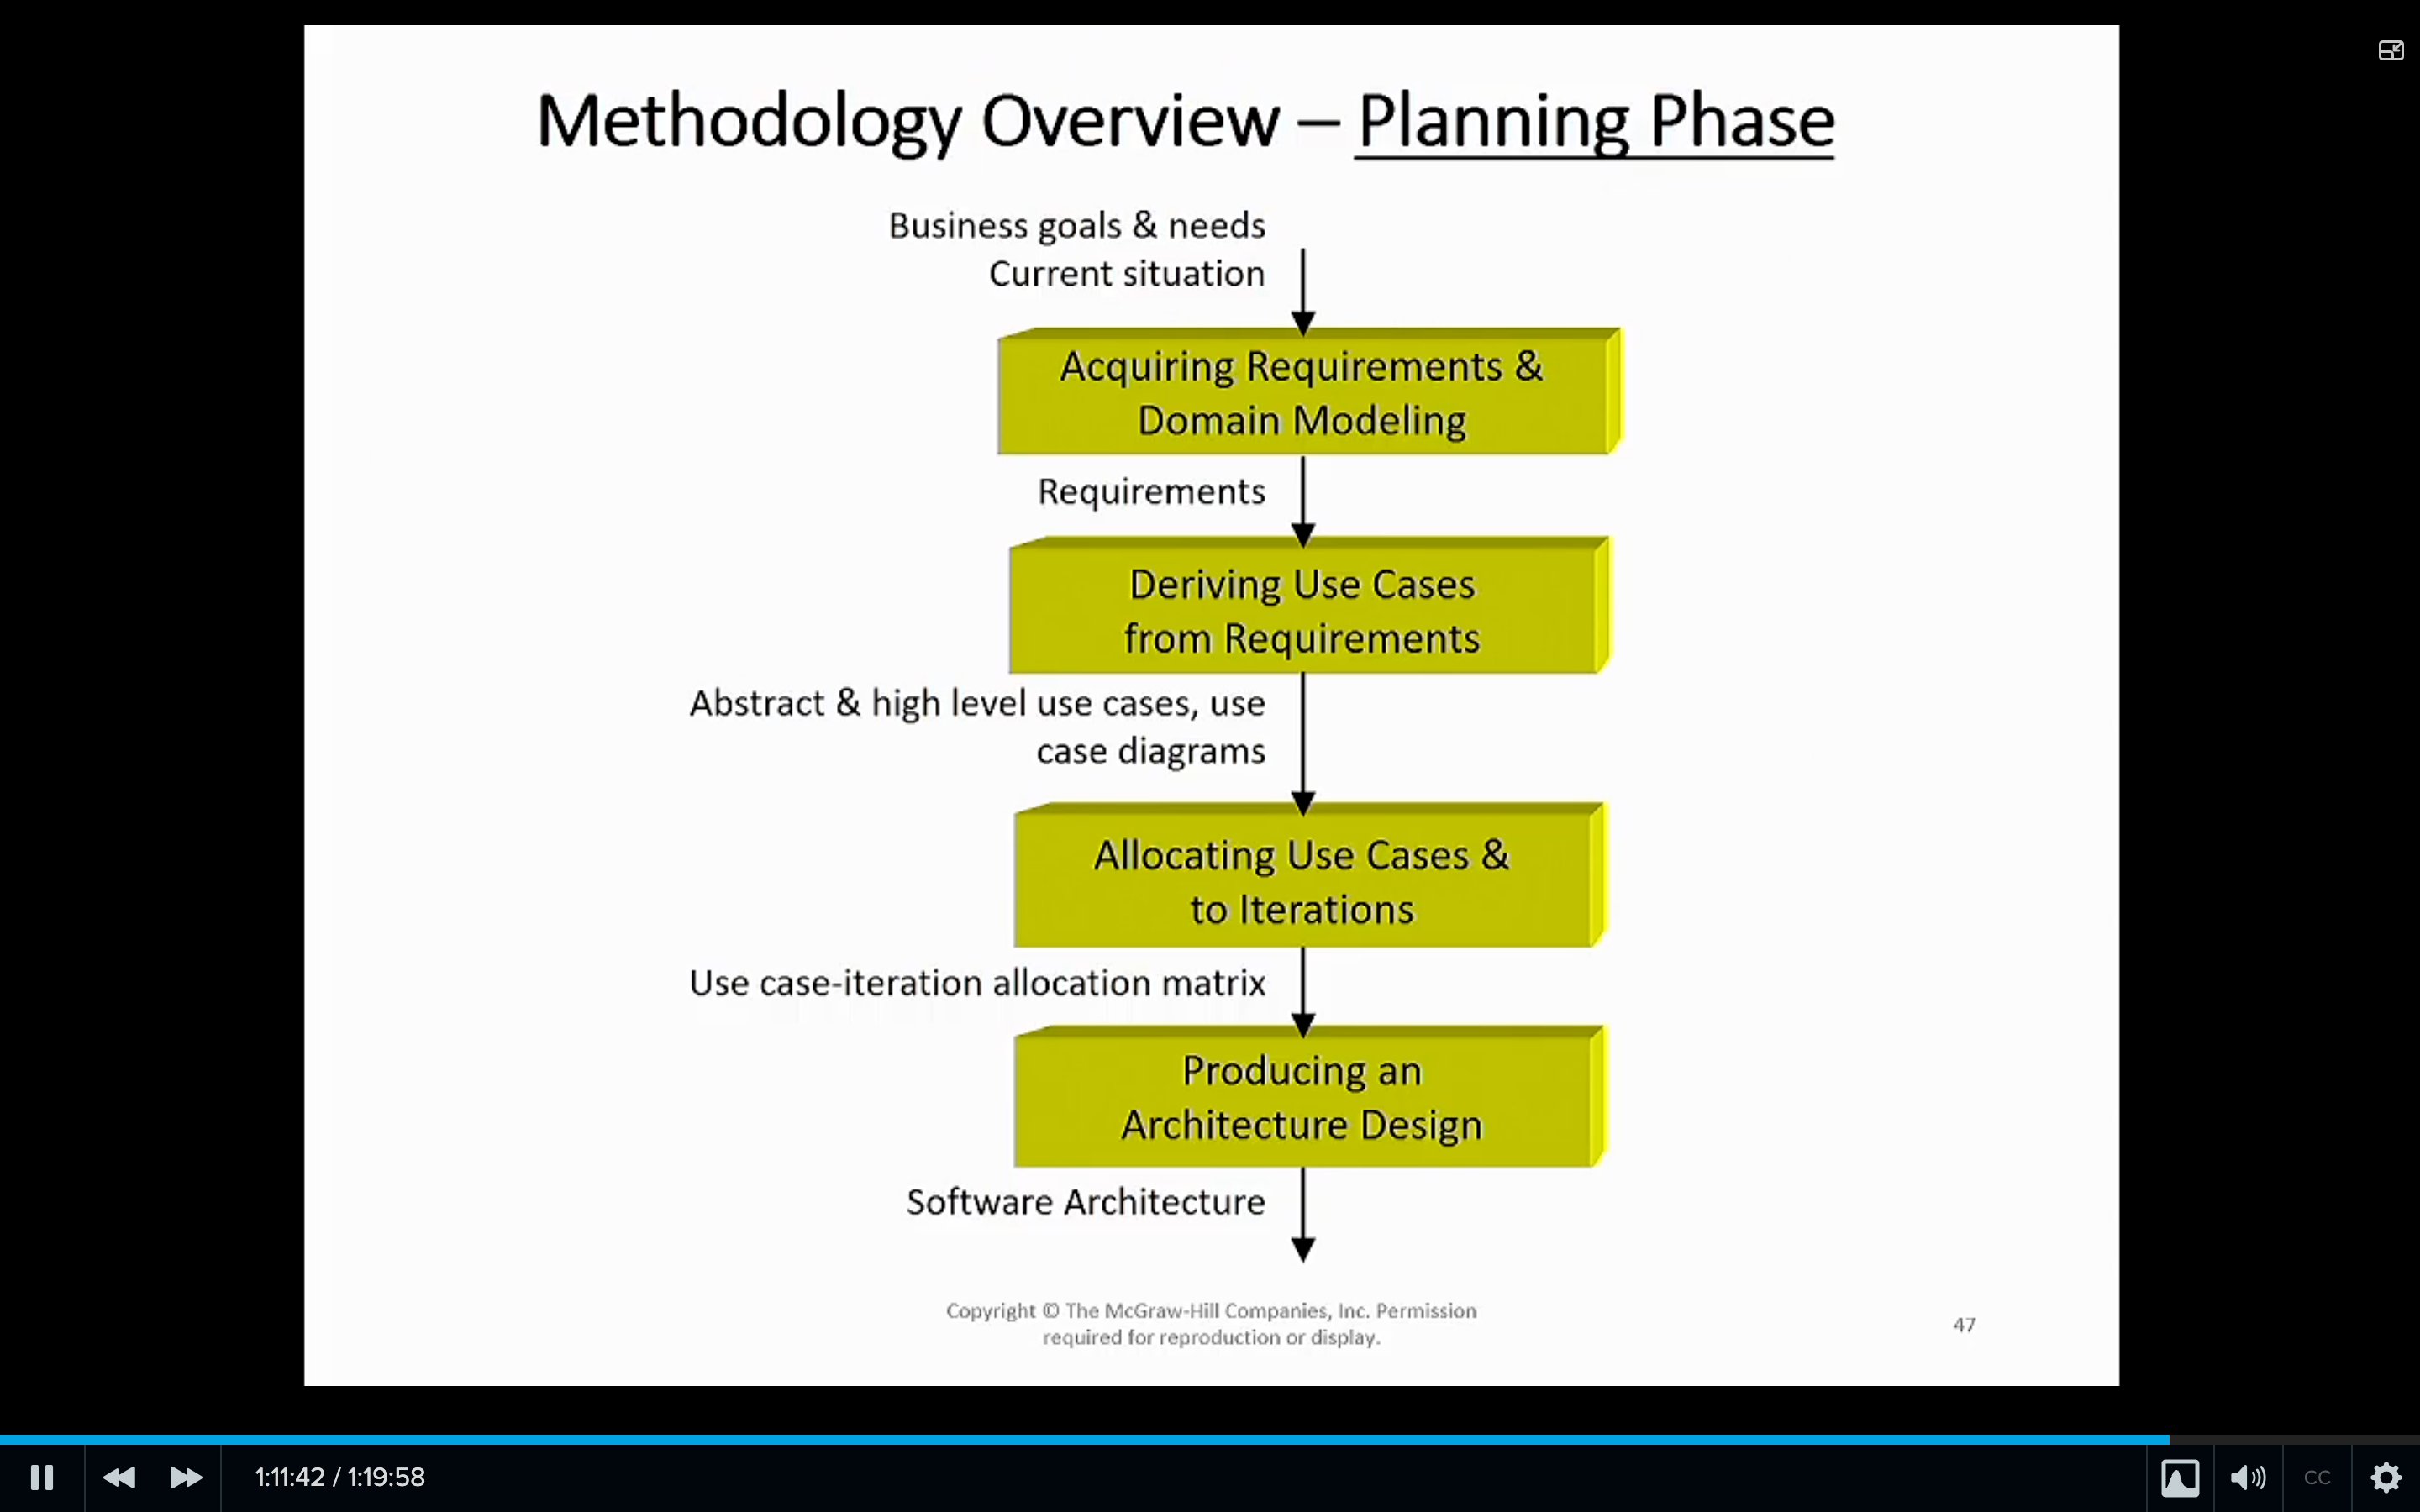 Methodology Overview – Planning Phase
Business goals & needs
Current situation
Acquiring Requirements &
Domain Modeling
Requirements
Deriving Use Cases
from Requirements
Abstract & high level use cases, use
case diagrams
Allocating Use Cases &
to Iterations
Use case-iteration allocation matrix
Producing an
Architecture Design
Software Architecture
Copyright © The McGraw-Hill Companies, Inc. Permission
required for reproduction or display.
47
1:11:42 / 1:19:58
CC